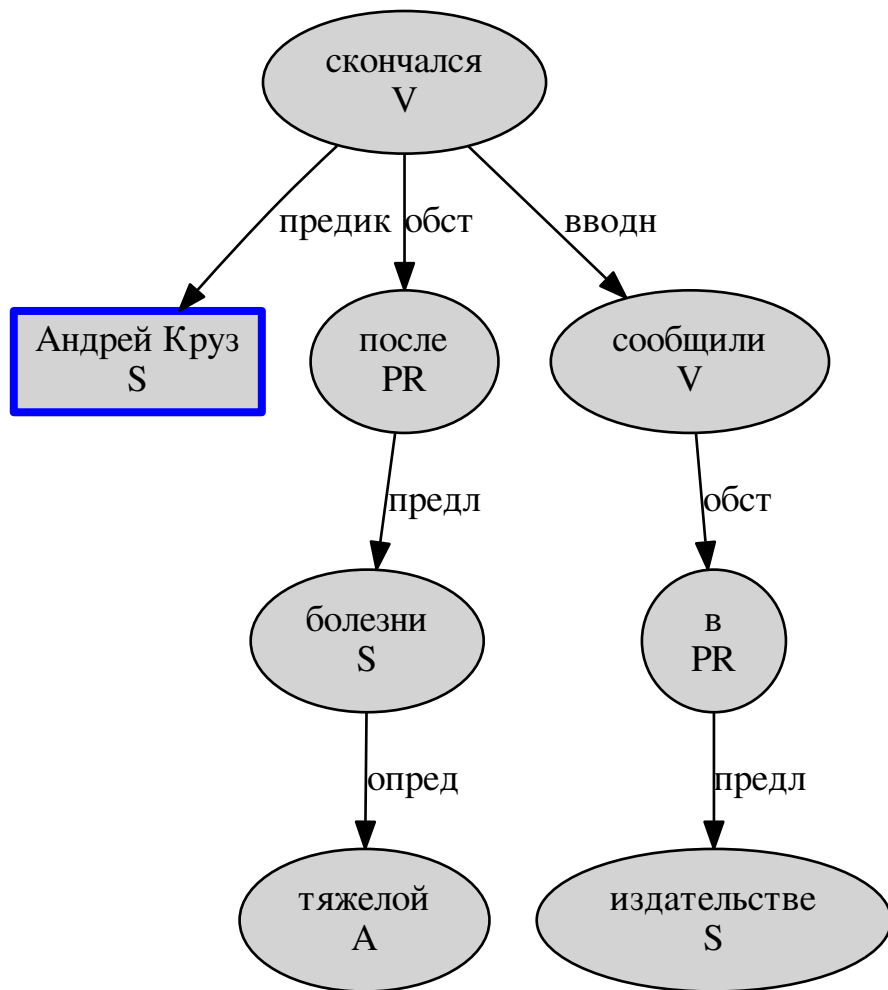 скончался
V
предик
обст
вводн
Андрей Круз
S
после
PR
сообщили
V
предл
обст
болезни
S
в
PR
опред
предл
тяжелой
A
издательстве
S